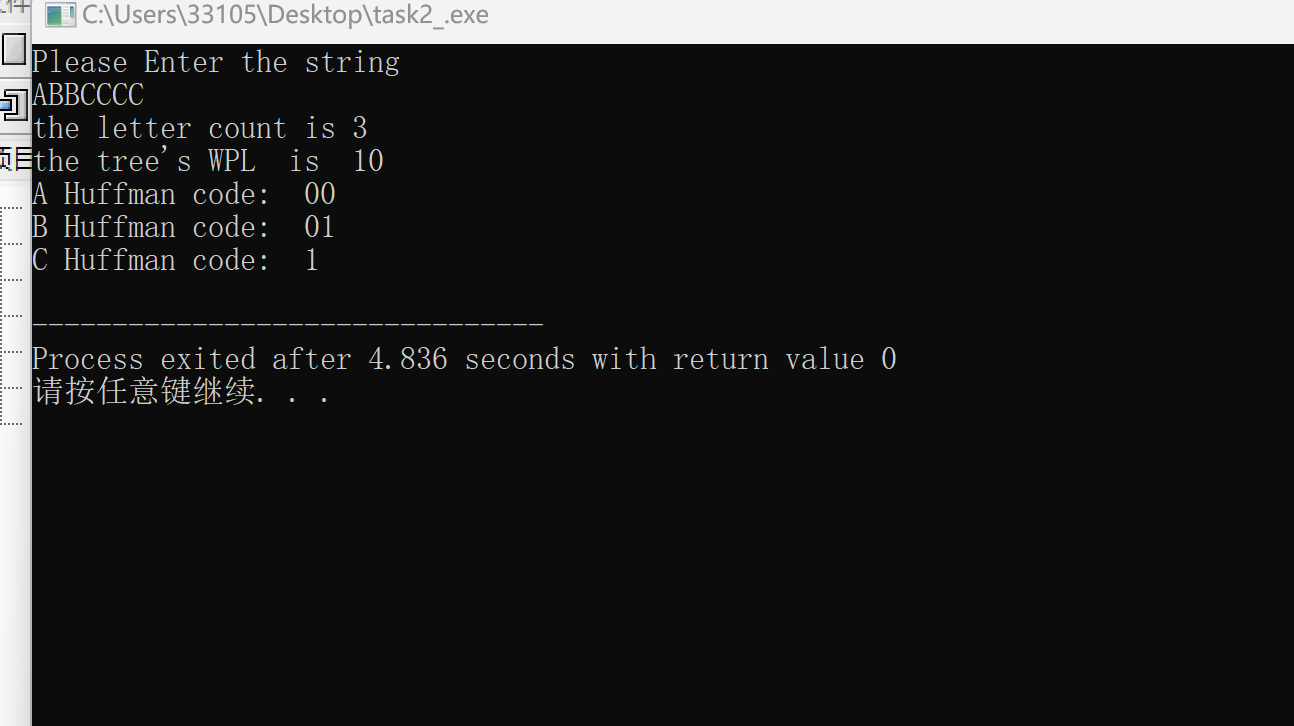 C:\Users\33105\Desktop\task2_.exe
Please Enter the string
ABBCCCC
the letter count is 3
the tree's WPL  is  10
A Huffman code:  00
B Huffman code:  01
C Huffman code:  1
--------------------------------
Process exited after 4.836 seconds with return value 0
请按任意键继续. . .